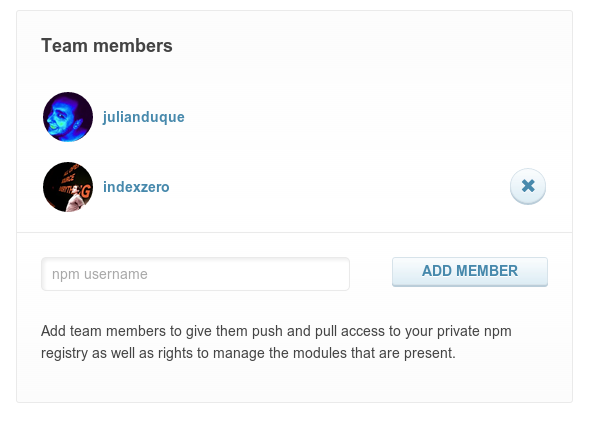 Team members
julianduque
indexzero
npm username
ADD MEMBER
Add team members to give them push and pull access to your private npm
registry as well as rights to manage the modules that are present.